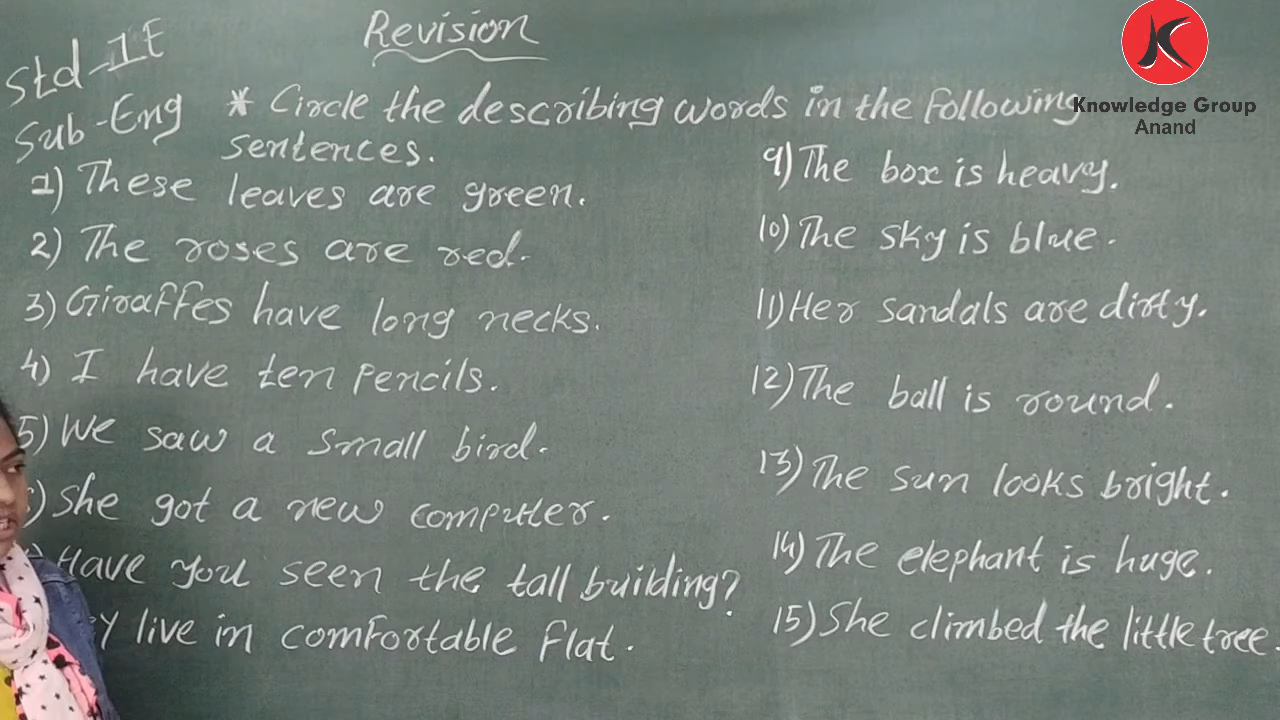 Revision
Std-1E
Sub-Eng
* Circle the describing words in the following
sentences.
1) These leaves are green.
2) The roses are red.
3) Giraffes have long necks.
4) I have ten pencils.
5) We saw a small bird.
) She got a new computer.
) Have you seen the tall building?
ey live in comfortable flat.
9) The box is heavy.
10) The sky is blue.
11) Her sandals are dirty.
12) The ball is round.
13) The sun looks bright.
14) The elephant is huge.
15) She climbed the little tree.
Knowledge Group
Anand